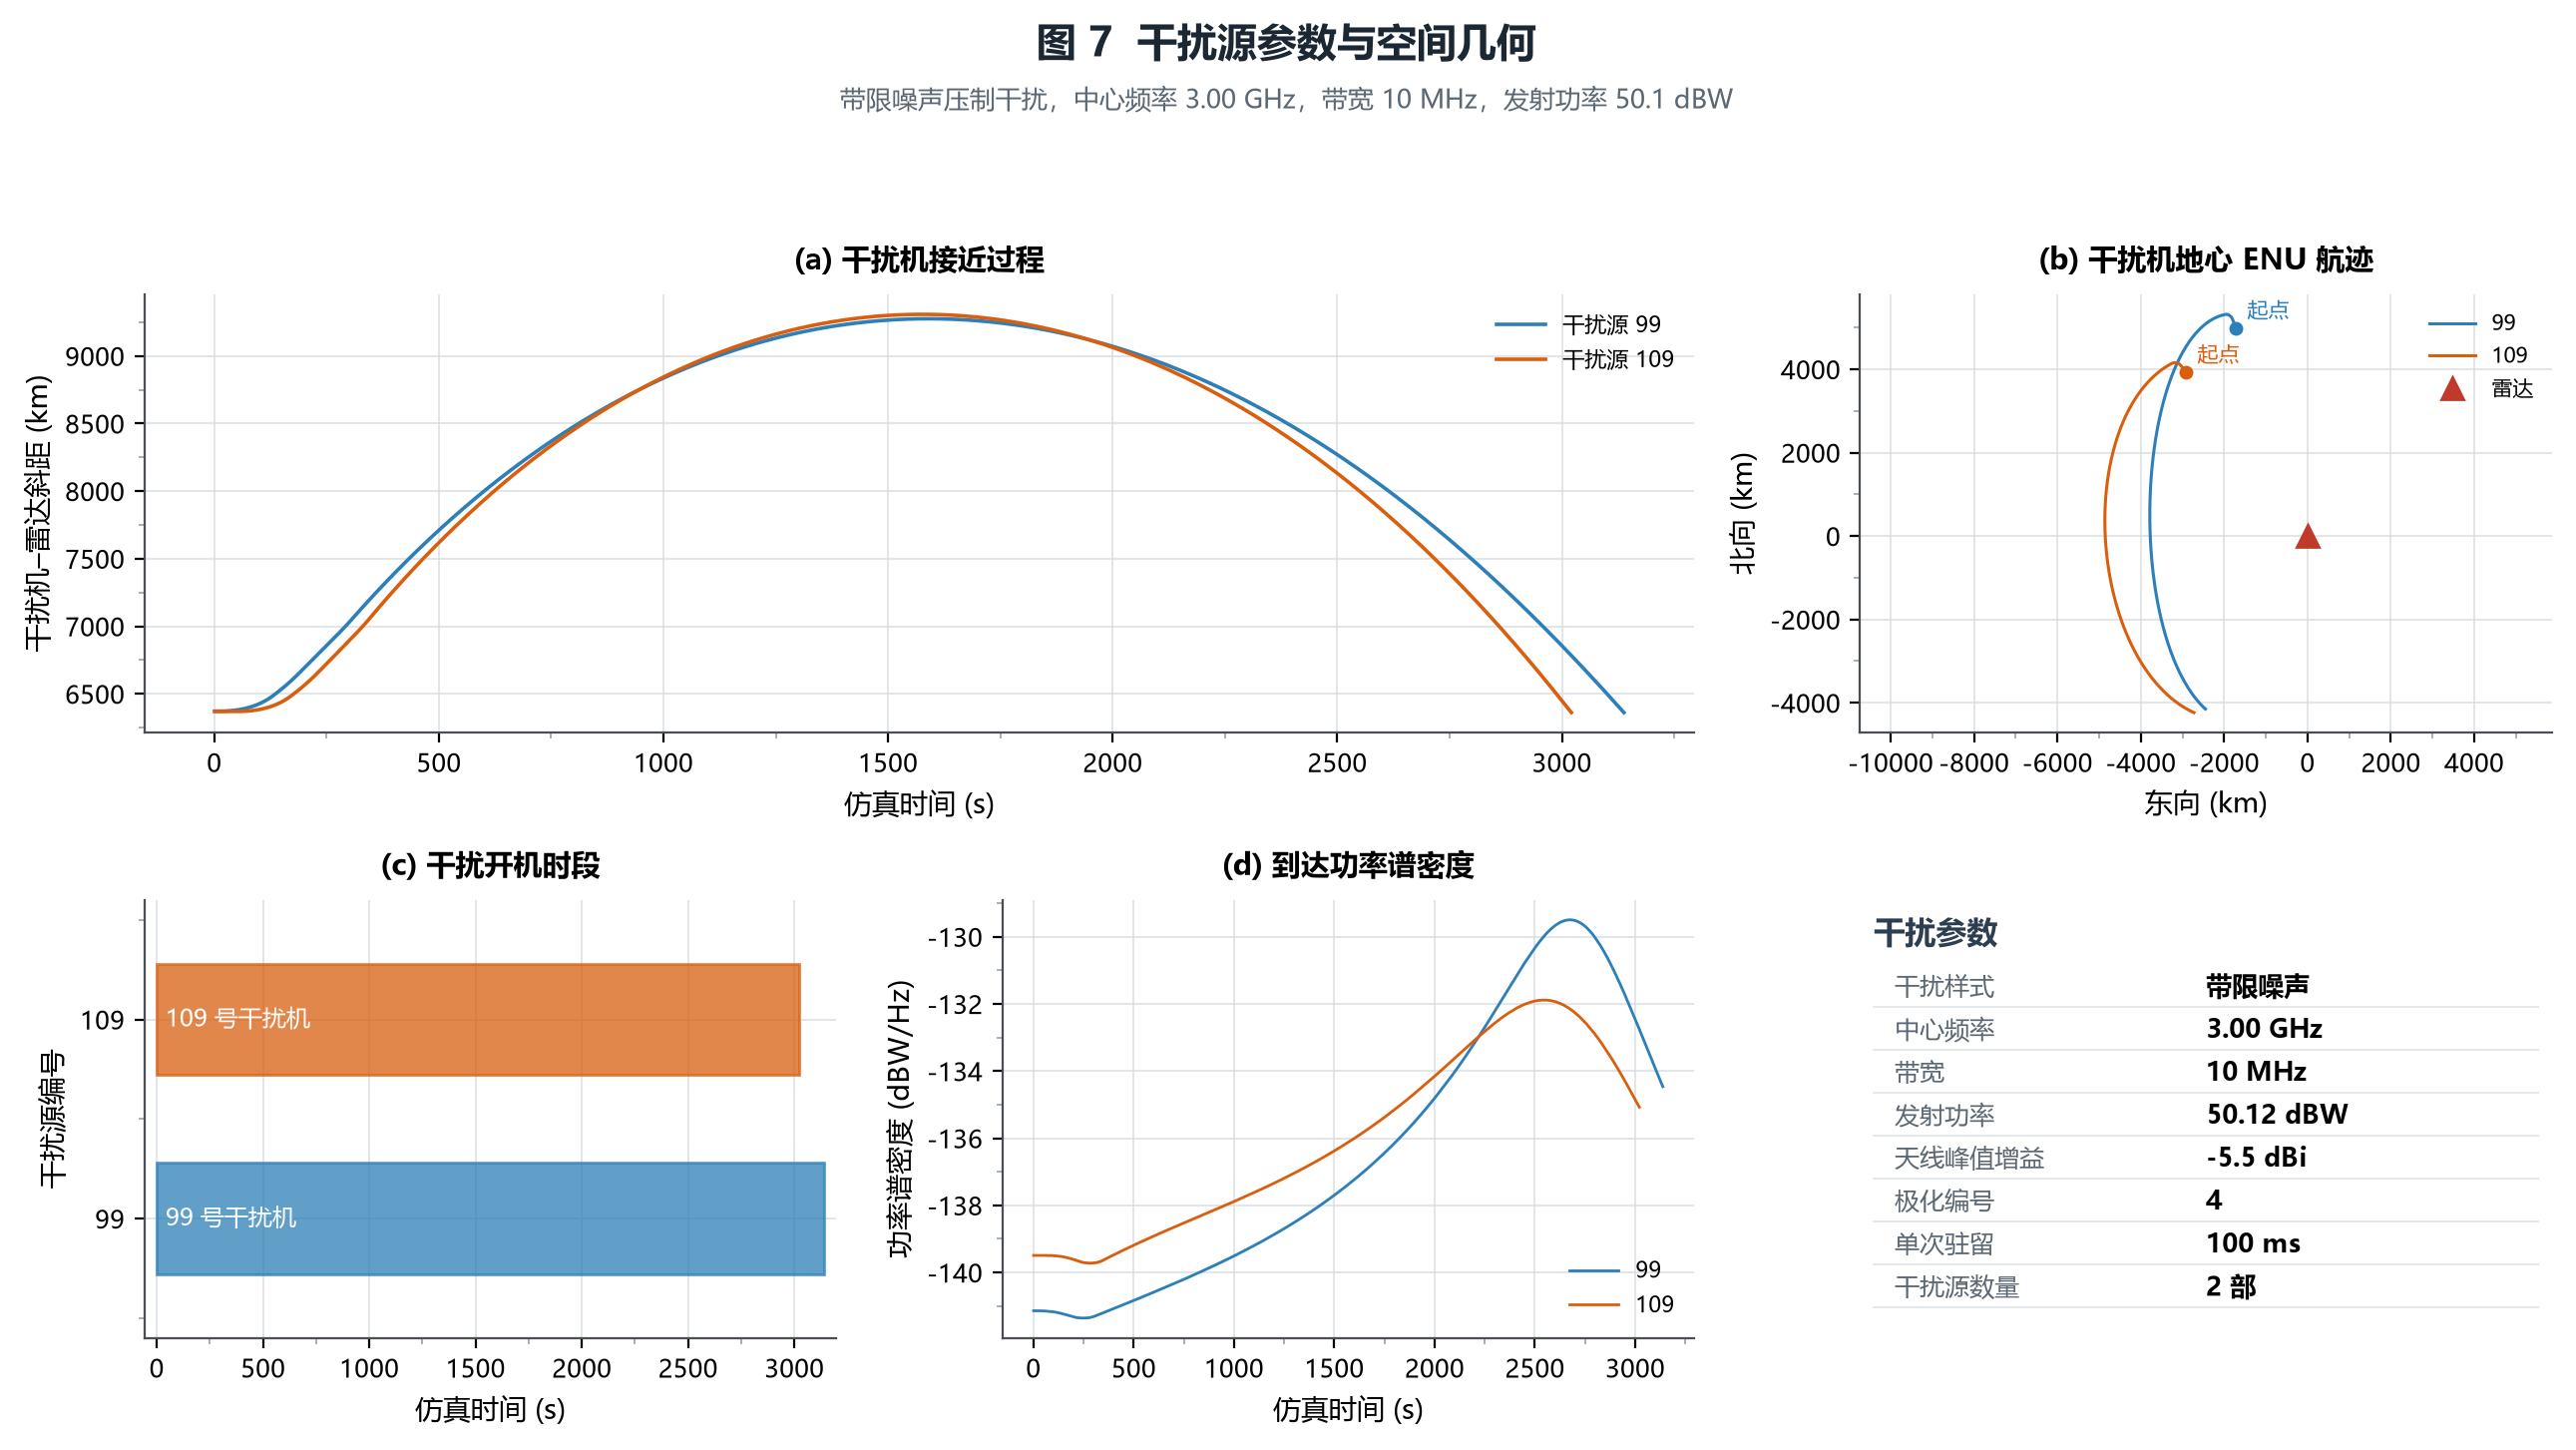 图 7 干扰源参数与空间几何
带限噪声压制干扰，中心频率 3.00 GHz，带宽 10 MHz，发射功率 50.1 dBW
(a) 干扰机接近过程
干扰机—雷达斜距 (km)
9000
8500
8000
7500
7000
6500
0 500 1000 1500 2000 2500 3000
仿真时间 (s)
干扰源 99
干扰源 109
(b) 干扰机地心 ENU 航迹
北向 (km)
4000
2000
0
-2000
-4000
-10000 -8000 -6000 -4000 -2000 0 2000 4000
东向 (km)
起点
起点
99
109
雷达
(c) 干扰开机时段
干扰源编号
109
99
109 号干扰机
99 号干扰机
0 500 1000 1500 2000 2500 3000
仿真时间 (s)
(d) 到达功率谱密度
功率谱密度 (dBW/Hz)
-130
-132
-134
-136
-138
-140
0 500 1000 1500 2000 2500 3000
仿真时间 (s)
99
109
干扰参数
干扰样式 带限噪声
中心频率 3.00 GHz
带宽 10 MHz
发射功率 50.12 dBW
天线峰值增益 -5.5 dBi
极化编号 4
单次驻留 100 ms
干扰源数量 2 部